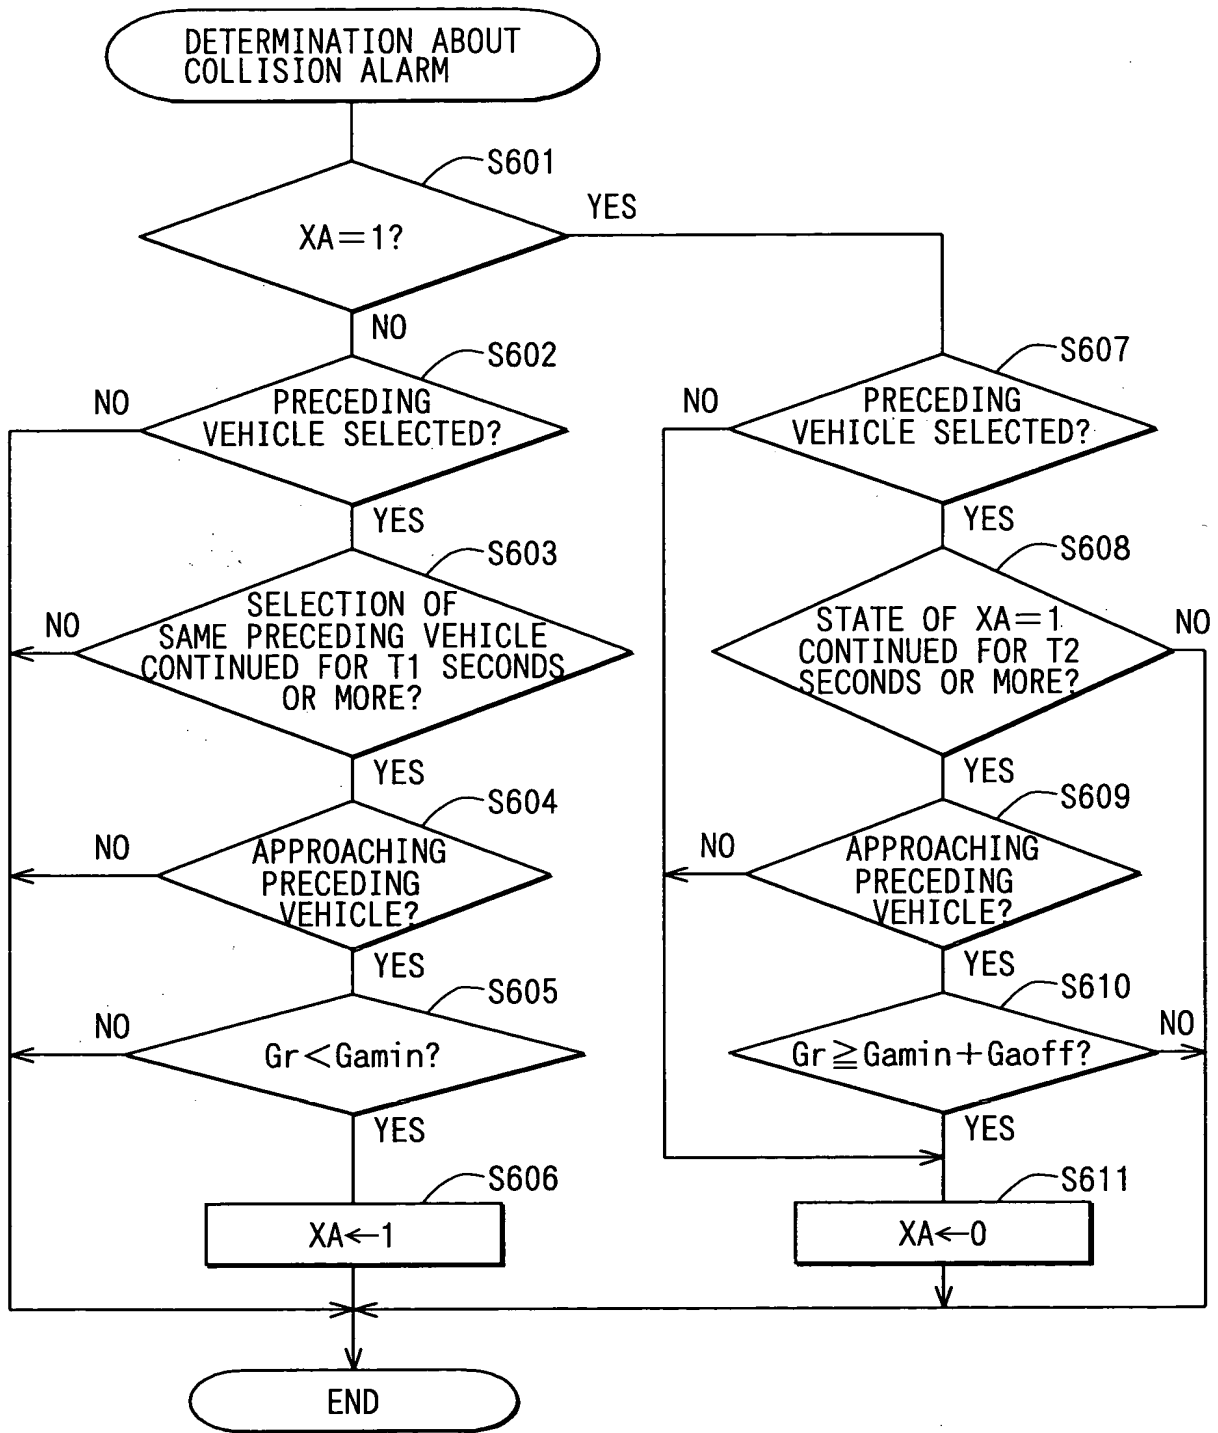 DETERMINATION ABOUT
COLLISION ALARM
S601
XA=1?
YES
NO
S602
PRECEDING
VEHICLE SELECTED?
NO
YES
S603
SELECTION OF
SAME PRECEDING VEHICLE
CONTINUED FOR T1 SECONDS
OR MORE?
NO
YES
S604
APPROACHING
PRECEDING
VEHICLE?
NO
YES
S605
Gr<Gamin?
NO
YES
S606
XA←1
S607
PRECEDING
VEHICLE SELECTED?
NO
YES
S608
STATE OF XA=1
CONTINUED FOR T2
SECONDS OR MORE?
NO
YES
S609
APPROACHING
PRECEDING
VEHICLE?
NO
YES
S610
Gr≧Gamin+Gaoff?
NO
YES
S611
XA←0
END